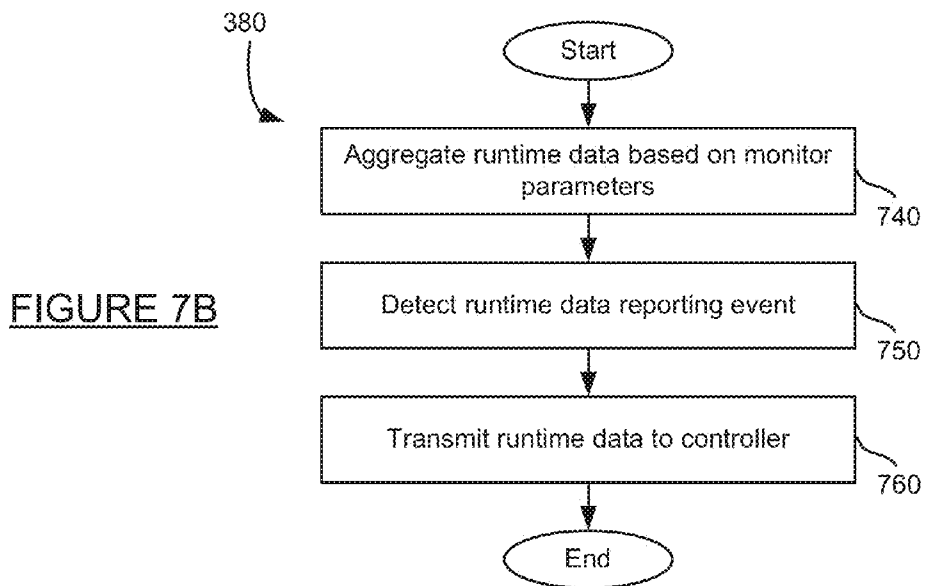 380
Start
Aggregate runtime data based on monitor
parameters
740
FIGURE 7B
Detect runtime data reporting event
750
Transmit runtime data to controller
760
End